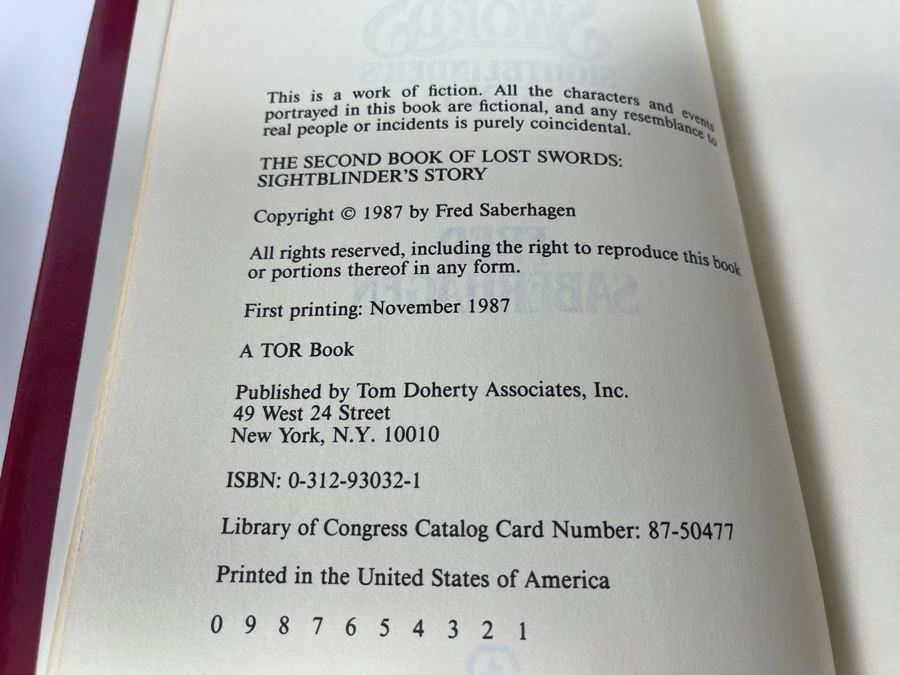 This is a work of fiction. All the characters and events
portrayed in this book are fictional, and any resemblance to
real people or incidents is purely coincidental.
THE SECOND BOOK OF LOST SWORDS:
SIGHTBLINDER'S STORY
Copyright © 1987 by Fred Saberhagen
All rights reserved, including the right to reproduce this book
or portions thereof in any form.
First printing: November 1987
A TOR Book
Published by Tom Doherty Associates, Inc.
49 West 24 Street
New York, N.Y. 10010
ISBN: 0-312-93032-1
Library of Congress Catalog Card Number: 87-50477
Printed in the United States of America
0 9 8 7 6 5 4 3 2 1